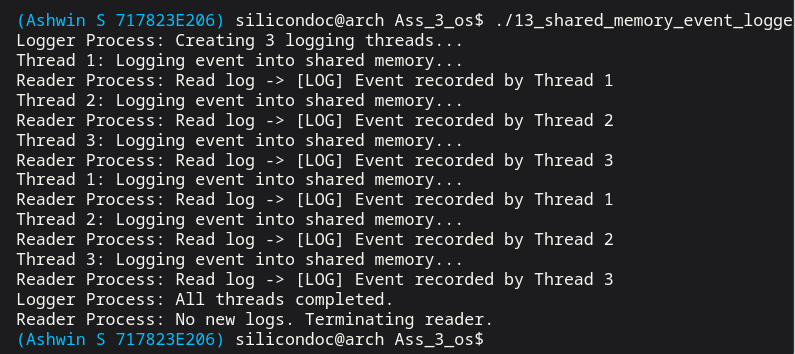 (Ashwin S 717823E206) silicondoc@arch Ass_3_os$ ./13_shared_memory_event_logge
Logger Process: Creating 3 logging threads...
Thread 1: Logging event into shared memory...
Reader Process: Read log -> [LOG] Event recorded by Thread 1
Thread 2: Logging event into shared memory...
Reader Process: Read log -> [LOG] Event recorded by Thread 2
Thread 3: Logging event into shared memory...
Reader Process: Read log -> [LOG] Event recorded by Thread 3
Thread 1: Logging event into shared memory...
Reader Process: Read log -> [LOG] Event recorded by Thread 1
Thread 2: Logging event into shared memory...
Reader Process: Read log -> [LOG] Event recorded by Thread 2
Thread 3: Logging event into shared memory...
Reader Process: Read log -> [LOG] Event recorded by Thread 3
Logger Process: All threads completed.
Reader Process: No new logs. Terminating reader.
(Ashwin S 717823E206) silicondoc@arch Ass_3_os$